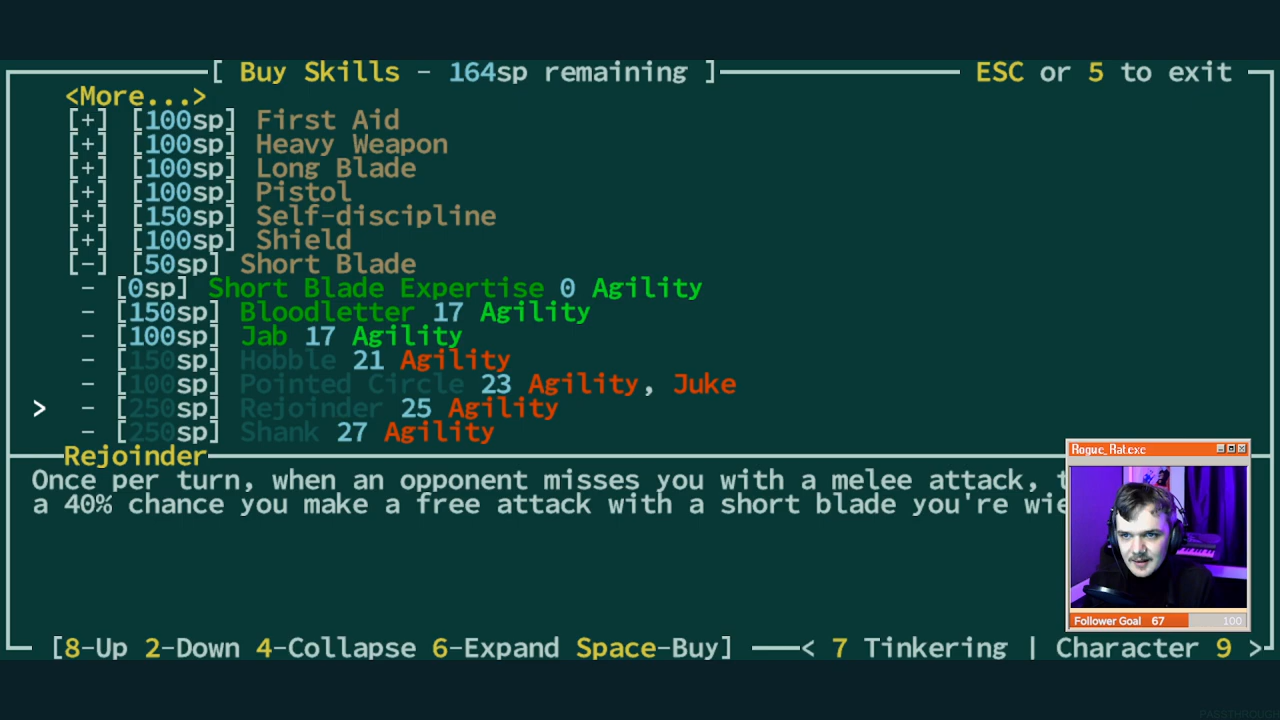 [ Buy Skills - 164sp remaining ] ESC or 5 to exit
<More...>
[+] [100sp] First Aid
[+] [100sp] Heavy Weapon
[+] [100sp] Long Blade
[+] [100sp] Pistol
[+] [150sp] Self-discipline
[+] [100sp] Shield
[-] [50sp] Short Blade
- [0sp] Short Blade Expertise 0 Agility
- [150sp] Bloodletter 17 Agility
- [100sp] Jab 17 Agility
- [150sp] Hobble 21 Agility
- [100sp] Pointed Circle 23 Agility, Juke
> - [250sp] Rejoinder 25 Agility
- [250sp] Shank 27 Agility
Rejoinder
Once per turn, when an opponent misses you with a melee attack, t
a 40% chance you make a free attack with a short blade you're wie
Rogue_Rat.exe
Follower Goal 67 100
[8-Up 2-Down 4-Collapse 6-Expand Space-Buy] < 7 Tinkering | Character 9 >
PASSTHROUGH